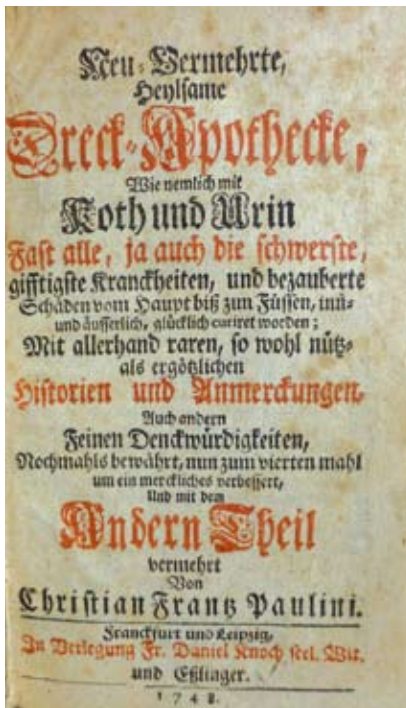 Neu-Vermehrte,
Heylsame
Dreck-Apothecke,
Wie nemlich mit
Koth und Urin
Fast alle, ja auch die schwerste,
gifftigste Kranckheiten, und bezauberte
Schäden vom Haupt biß zum Füssen, inn-
und äusserlich, glücklich curiret worden;
Mit allerhand raren, so wohl nütz-
als ergötzlichen
Historien und Anmerckungen,
Auch andern
Feinen Denckwürdigkeiten,
Nochmahls bewährt, nun zum vierten mahl
um ein merckliches verbessert,
Und mit dem
Andern Theil
vermehrt
Von
Christian Frantz Paulini.
Franckfurt und Leipzig,
In Verlegung Fr. Daniel Knoch seel. Wit.
und Eßlinger.
1748.